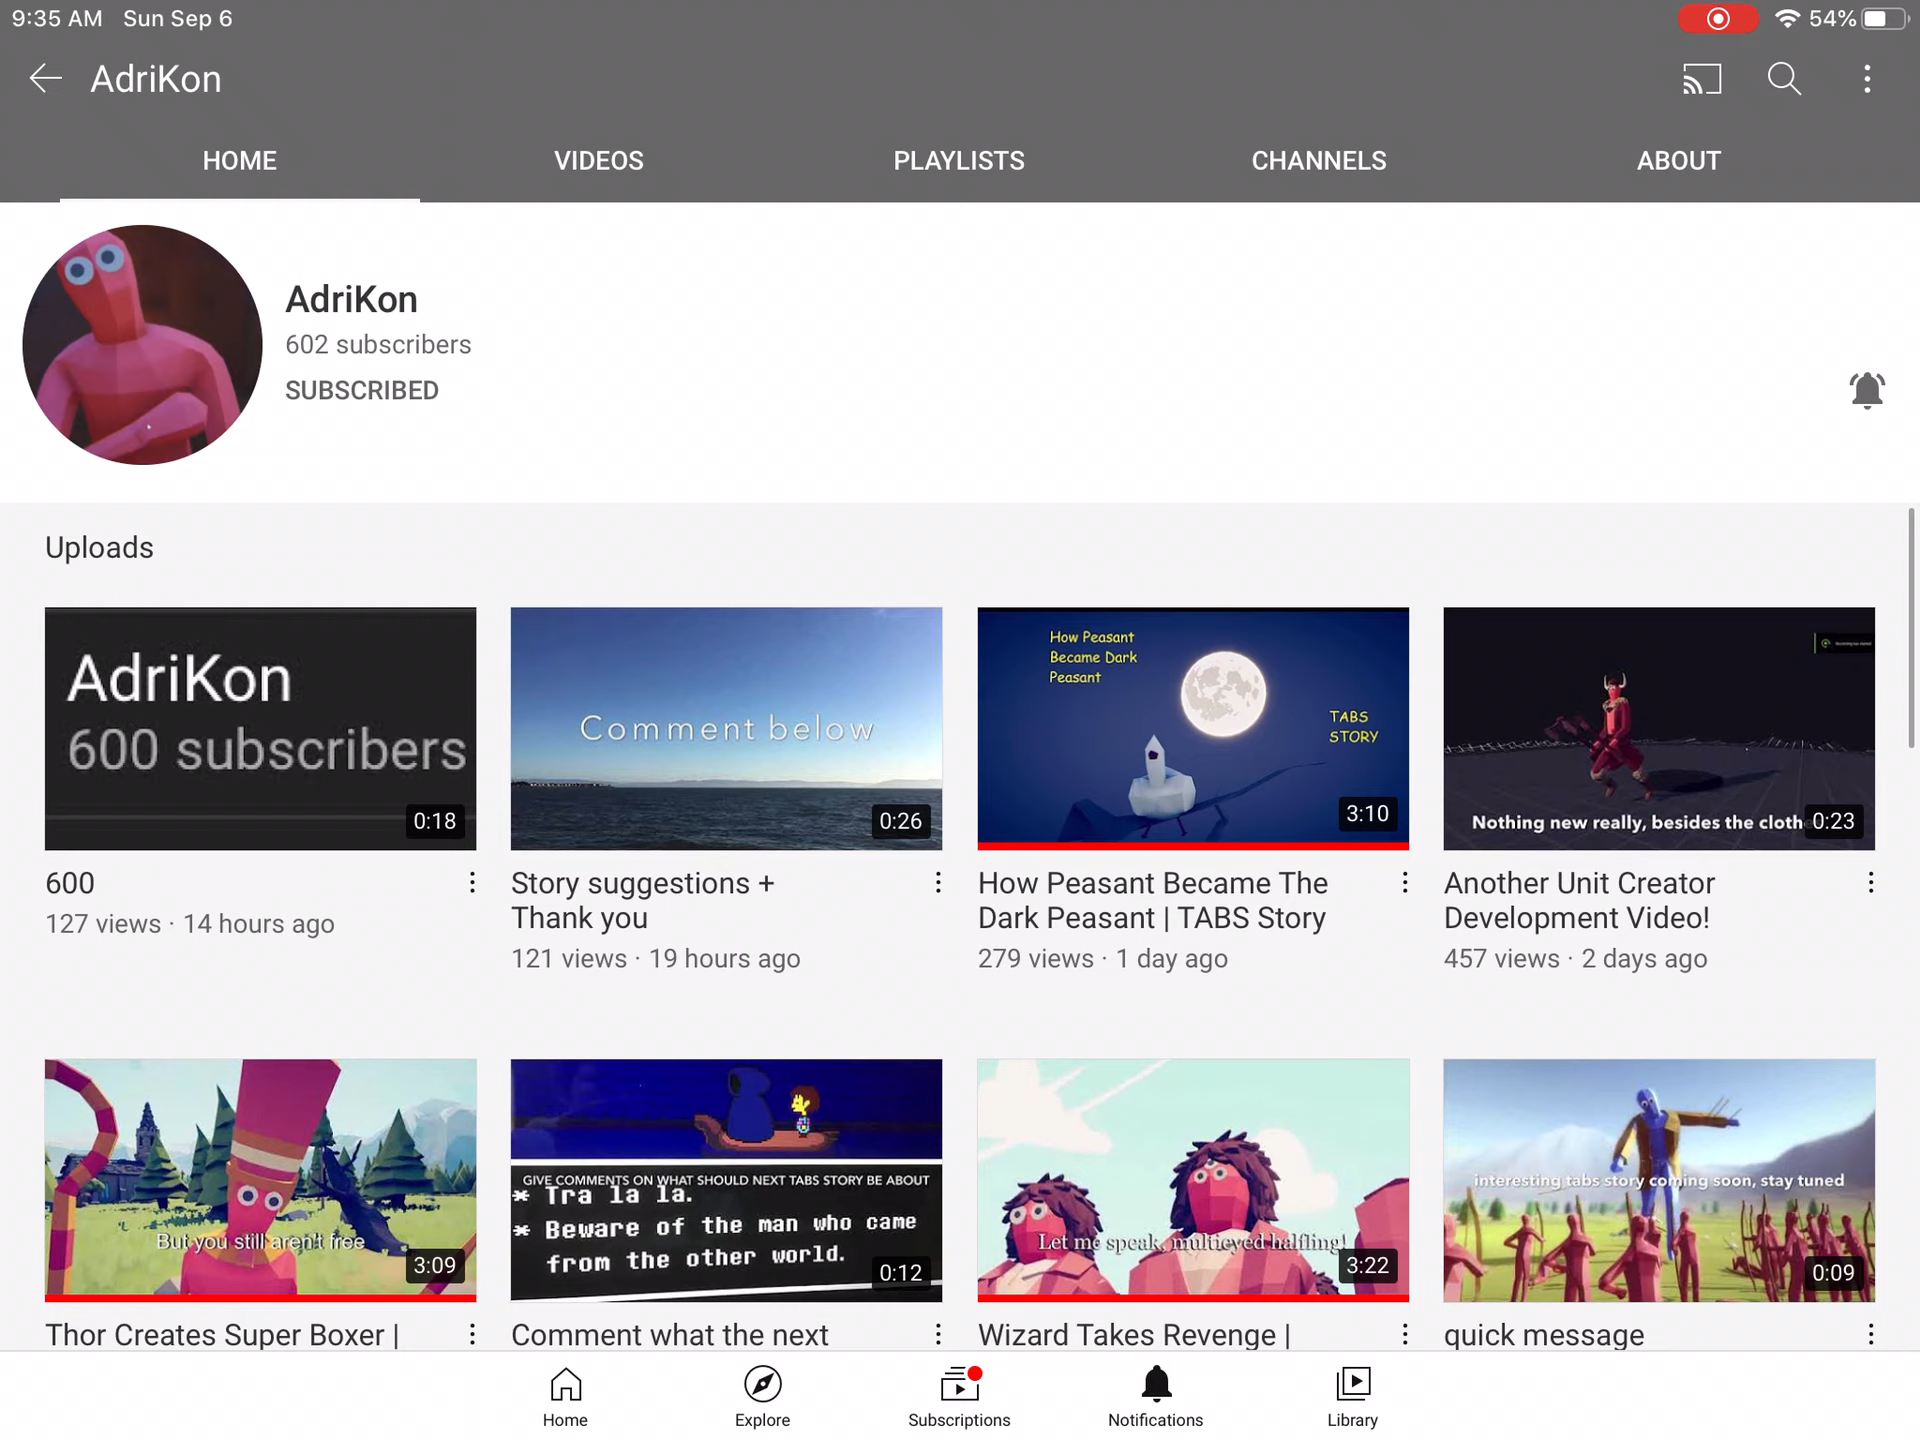 9:35 AM Sun Sep 6
54%
AdriKon
HOME VIDEOS PLAYLISTS CHANNELS ABOUT
AdriKon
602 subscribers
SUBSCRIBED
Uploads
AdriKon
600 subscribers
0:18
600
127 views · 14 hours ago
Comment below
0:26
Story suggestions +
Thank you
121 views · 19 hours ago
How Peasant
Became Dark
Peasant
TABS
STORY
3:10
How Peasant Became The
Dark Peasant | TABS Story
279 views · 1 day ago
Nothing new really, besides the cloth
0:23
Another Unit Creator
Development Video!
457 views · 2 days ago
But you still aren't free
3:09
Thor Creates Super Boxer |
GIVE COMMENTS ON WHAT SHOULD NEXT TABS STORY BE ABOUT
* Tra la la.
* Beware of the man who came
from the other world.
0:12
Comment what the next
Let me speak, multieyed halfling!
3:22
Wizard Takes Revenge |
interesting tabs story coming soon, stay tuned
0:09
quick message
Home Explore Subscriptions Notifications Library